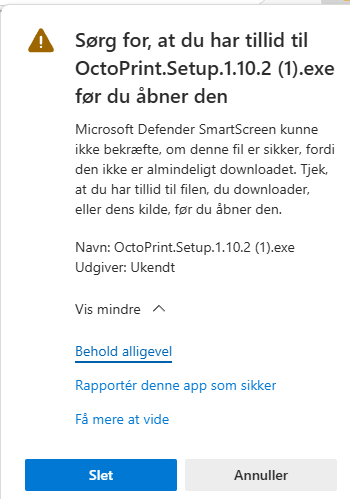 Sørg for, at du har tillid til
OctoPrint.Setup.1.10.2 (1).exe
før du åbner den
Microsoft Defender SmartScreen kunne
ikke bekræfte, om denne fil er sikker, fordi
den ikke er almindeligt downloadet. Tjek,
at du har tillid til filen, du downloader,
eller dens kilde, før du åbner den.
Navn: OctoPrint.Setup.1.10.2 (1).exe
Udgiver: Ukendt
Vis mindre
Behold alligevel
Rapportér denne app som sikker
Få mere at vide
Slet
Annuller